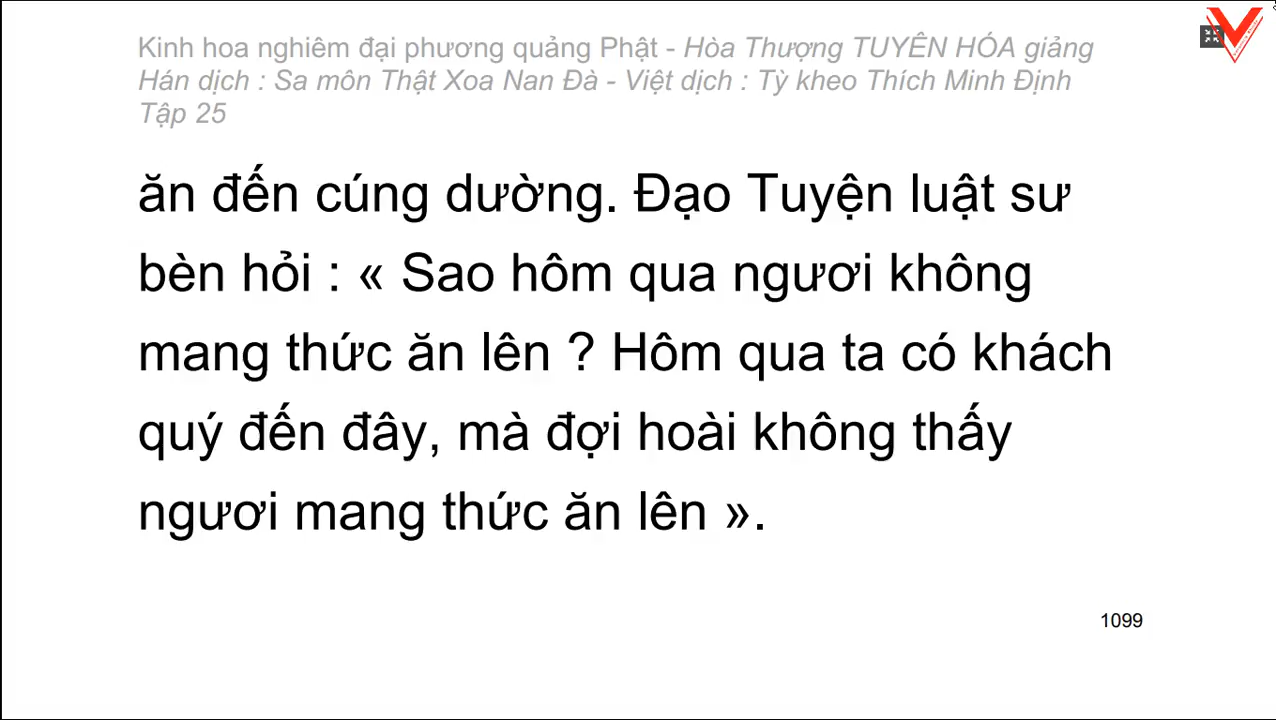 Kinh hoa nghiêm đại phương quảng Phật - Hòa Thượng TUYÊN HÓA giảng
Hán dịch : Sa môn Thật Xoa Nan Đà - Việt dịch : Tỳ kheo Thích Minh Định
Tập 25
ăn đến cúng dường. Đạo Tuyện luật sư
bèn hỏi : « Sao hôm qua ngươi không
mang thức ăn lên ? Hôm qua ta có khách
quý đến đây, mà đợi hoài không thấy
ngươi mang thức ăn lên ».
1099